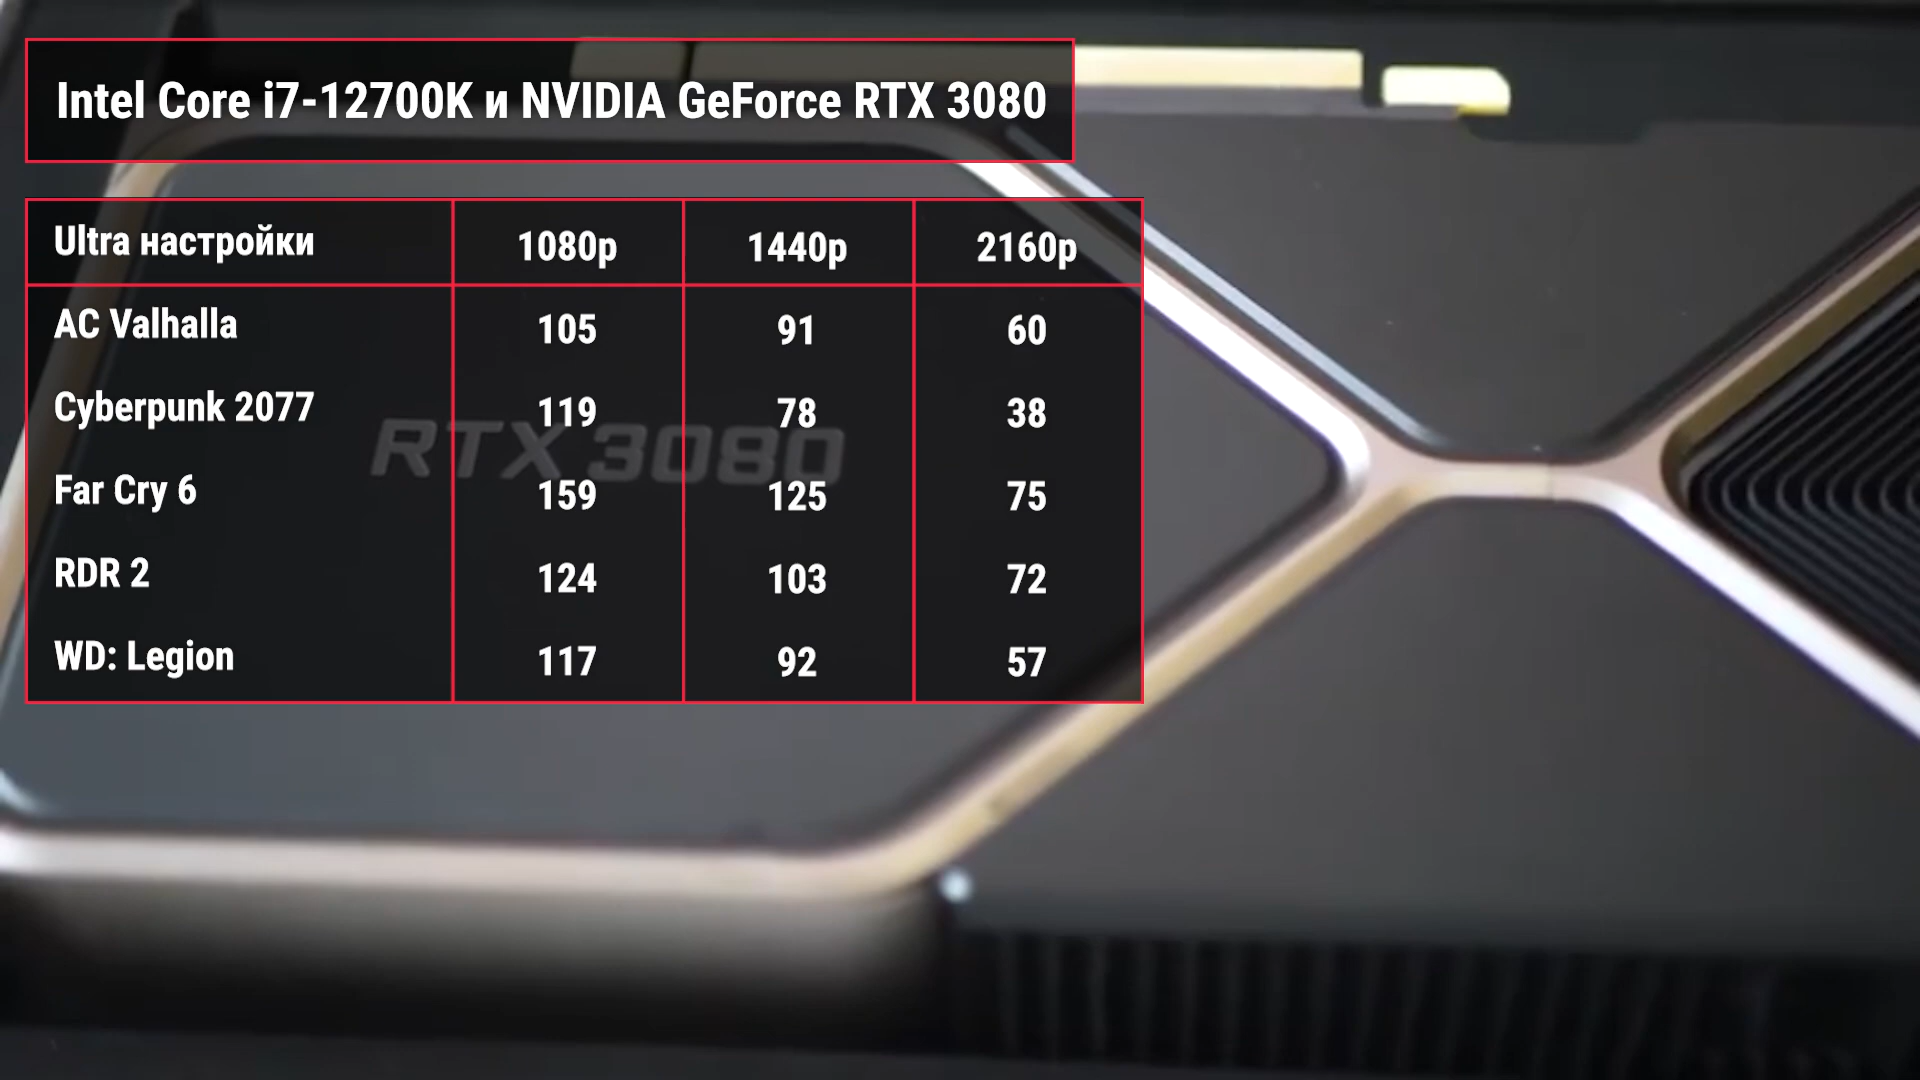 Intel Core i7-12700K и NVIDIA GeForce RTX 3080
Ultra настройки 1080p 1440p 2160p
AC Valhalla 105 91 60
Cyberpunk 2077 119 78 38
RTX 3080
Far Cry 6 159 125 75
RDR 2 124 103 72
WD: Legion 117 92 57